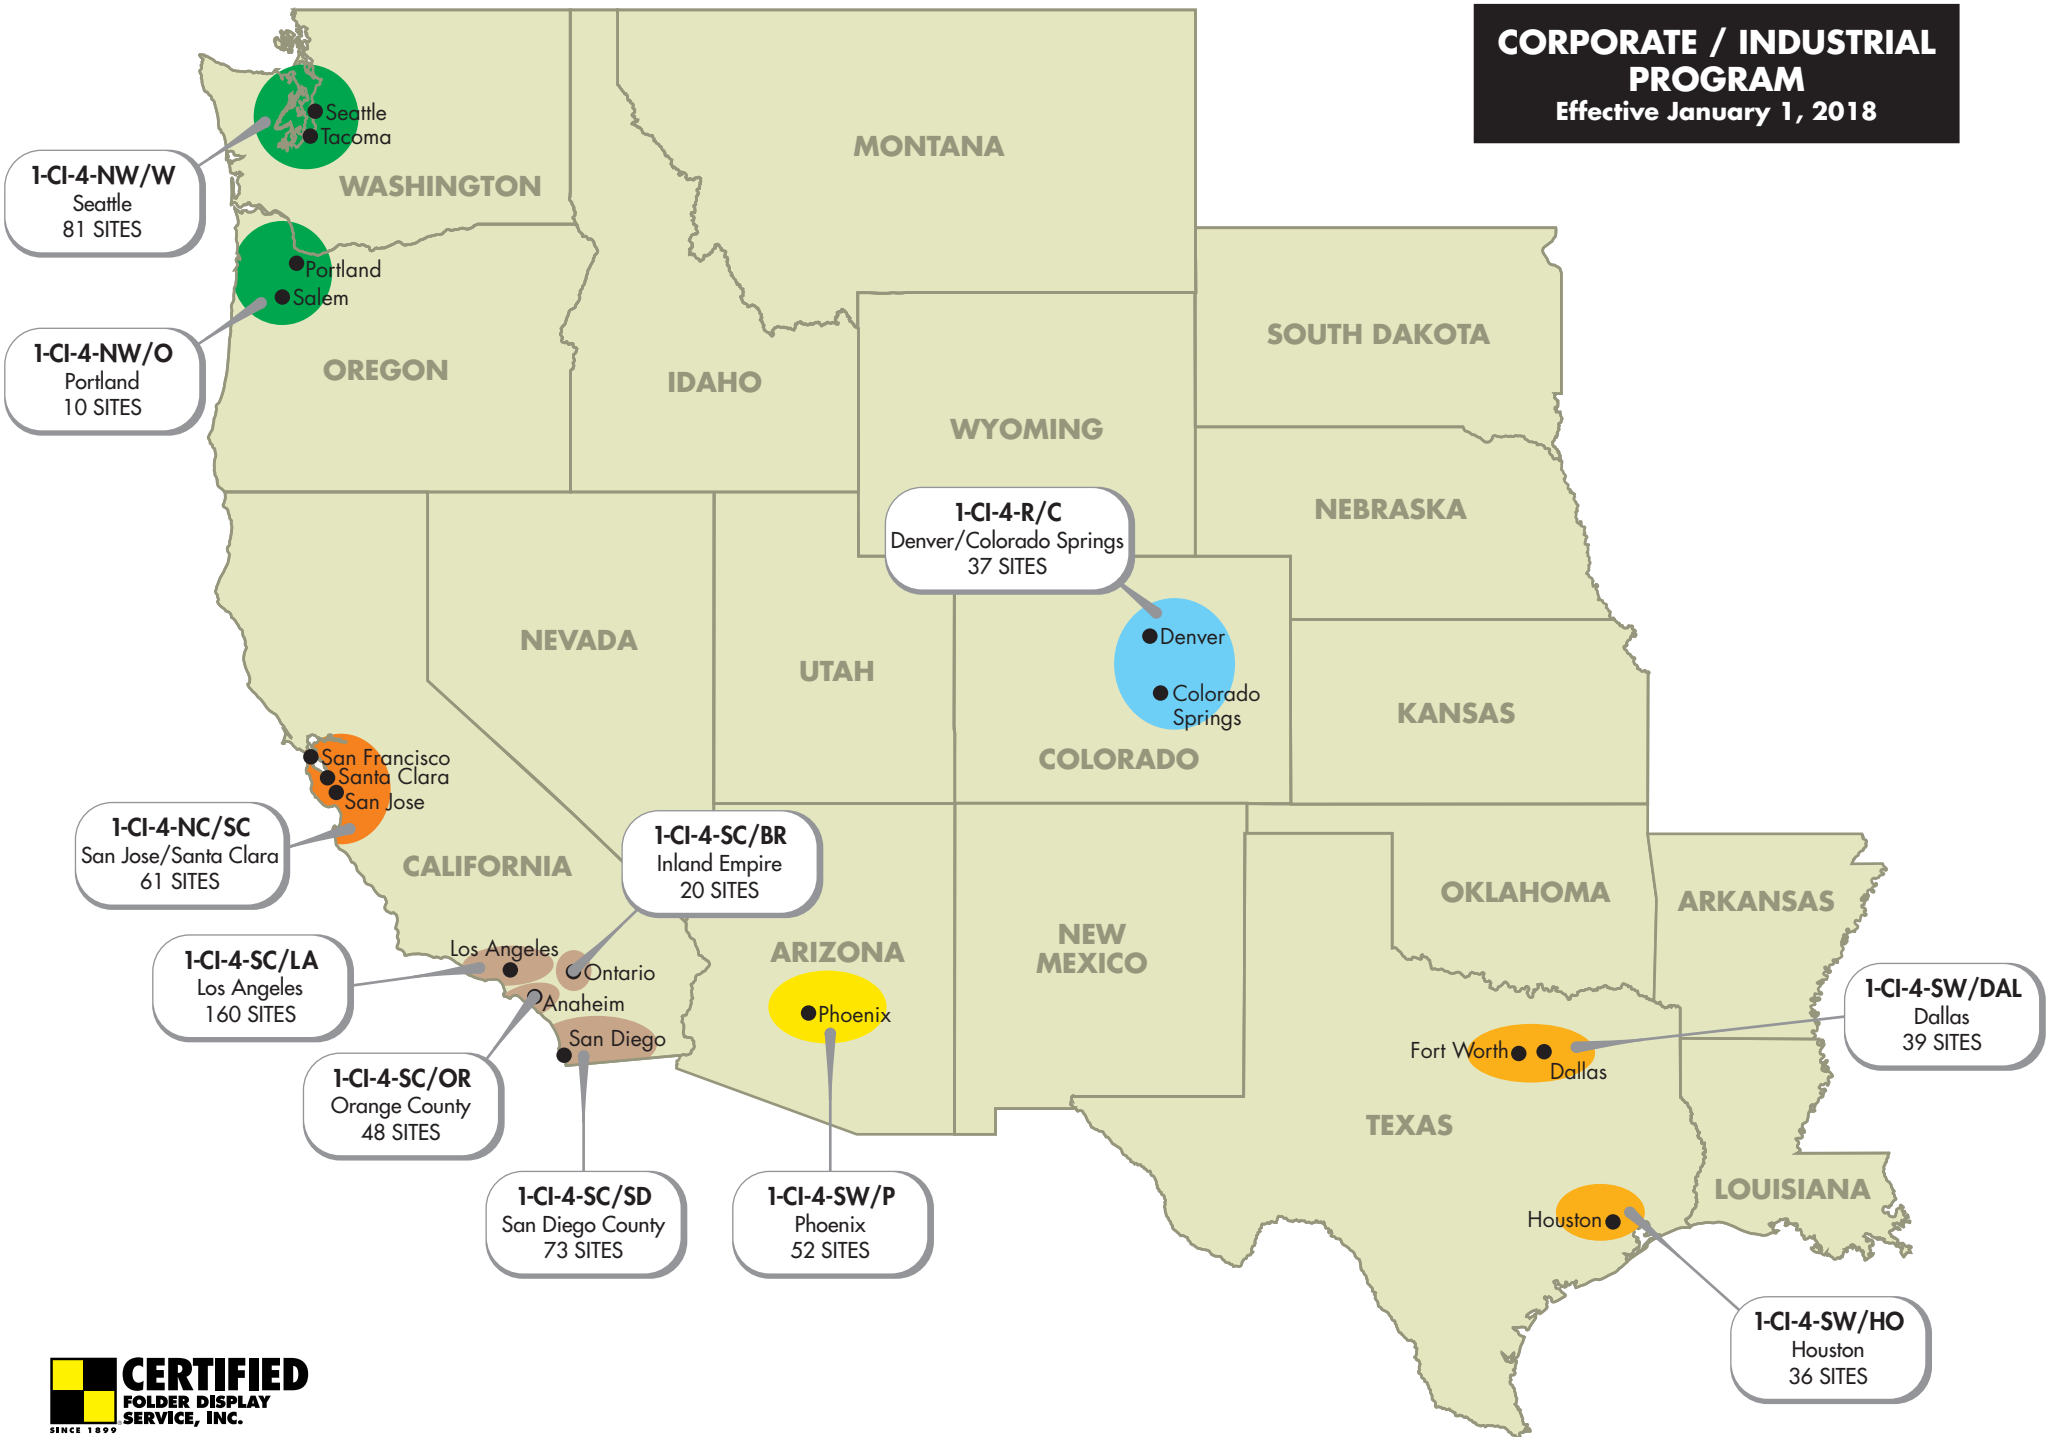 CORPORATE / INDUSTRIAL
PROGRAM
Effective January 1, 2018
Seattle
Tacoma
WASHINGTON
MONTANA
1-CI-4-NW/W
Seattle
81 SITES
Portland
Salem
1-CI-4-NW/O
Portland
10 SITES
OREGON
IDAHO
SOUTH DAKOTA
WYOMING
NEBRASKA
1-CI-4-R/C
Denver/Colorado Springs
37 SITES
Denver
Colorado
Springs
COLORADO
NEVADA
UTAH
KANSAS
San Francisco
Santa Clara
San Jose
1-CI-4-NC/SC
San Jose/Santa Clara
61 SITES
CALIFORNIA
1-CI-4-SC/BR
Inland Empire
20 SITES
OKLAHOMA
ARKANSAS
NEW
MEXICO
ARIZONA
Los Angeles
Ontario
Anaheim
San Diego
1-CI-4-SC/LA
Los Angeles
160 SITES
Phoenix
1-CI-4-SW/DAL
Dallas
39 SITES
Fort Worth
Dallas
1-CI-4-SC/OR
Orange County
48 SITES
TEXAS
1-CI-4-SC/SD
San Diego County
73 SITES
1-CI-4-SW/P
Phoenix
52 SITES
LOUISIANA
Houston
1-CI-4-SW/HO
Houston
36 SITES
CERTIFIED
FOLDER DISPLAY
SERVICE, INC.
SINCE 1899